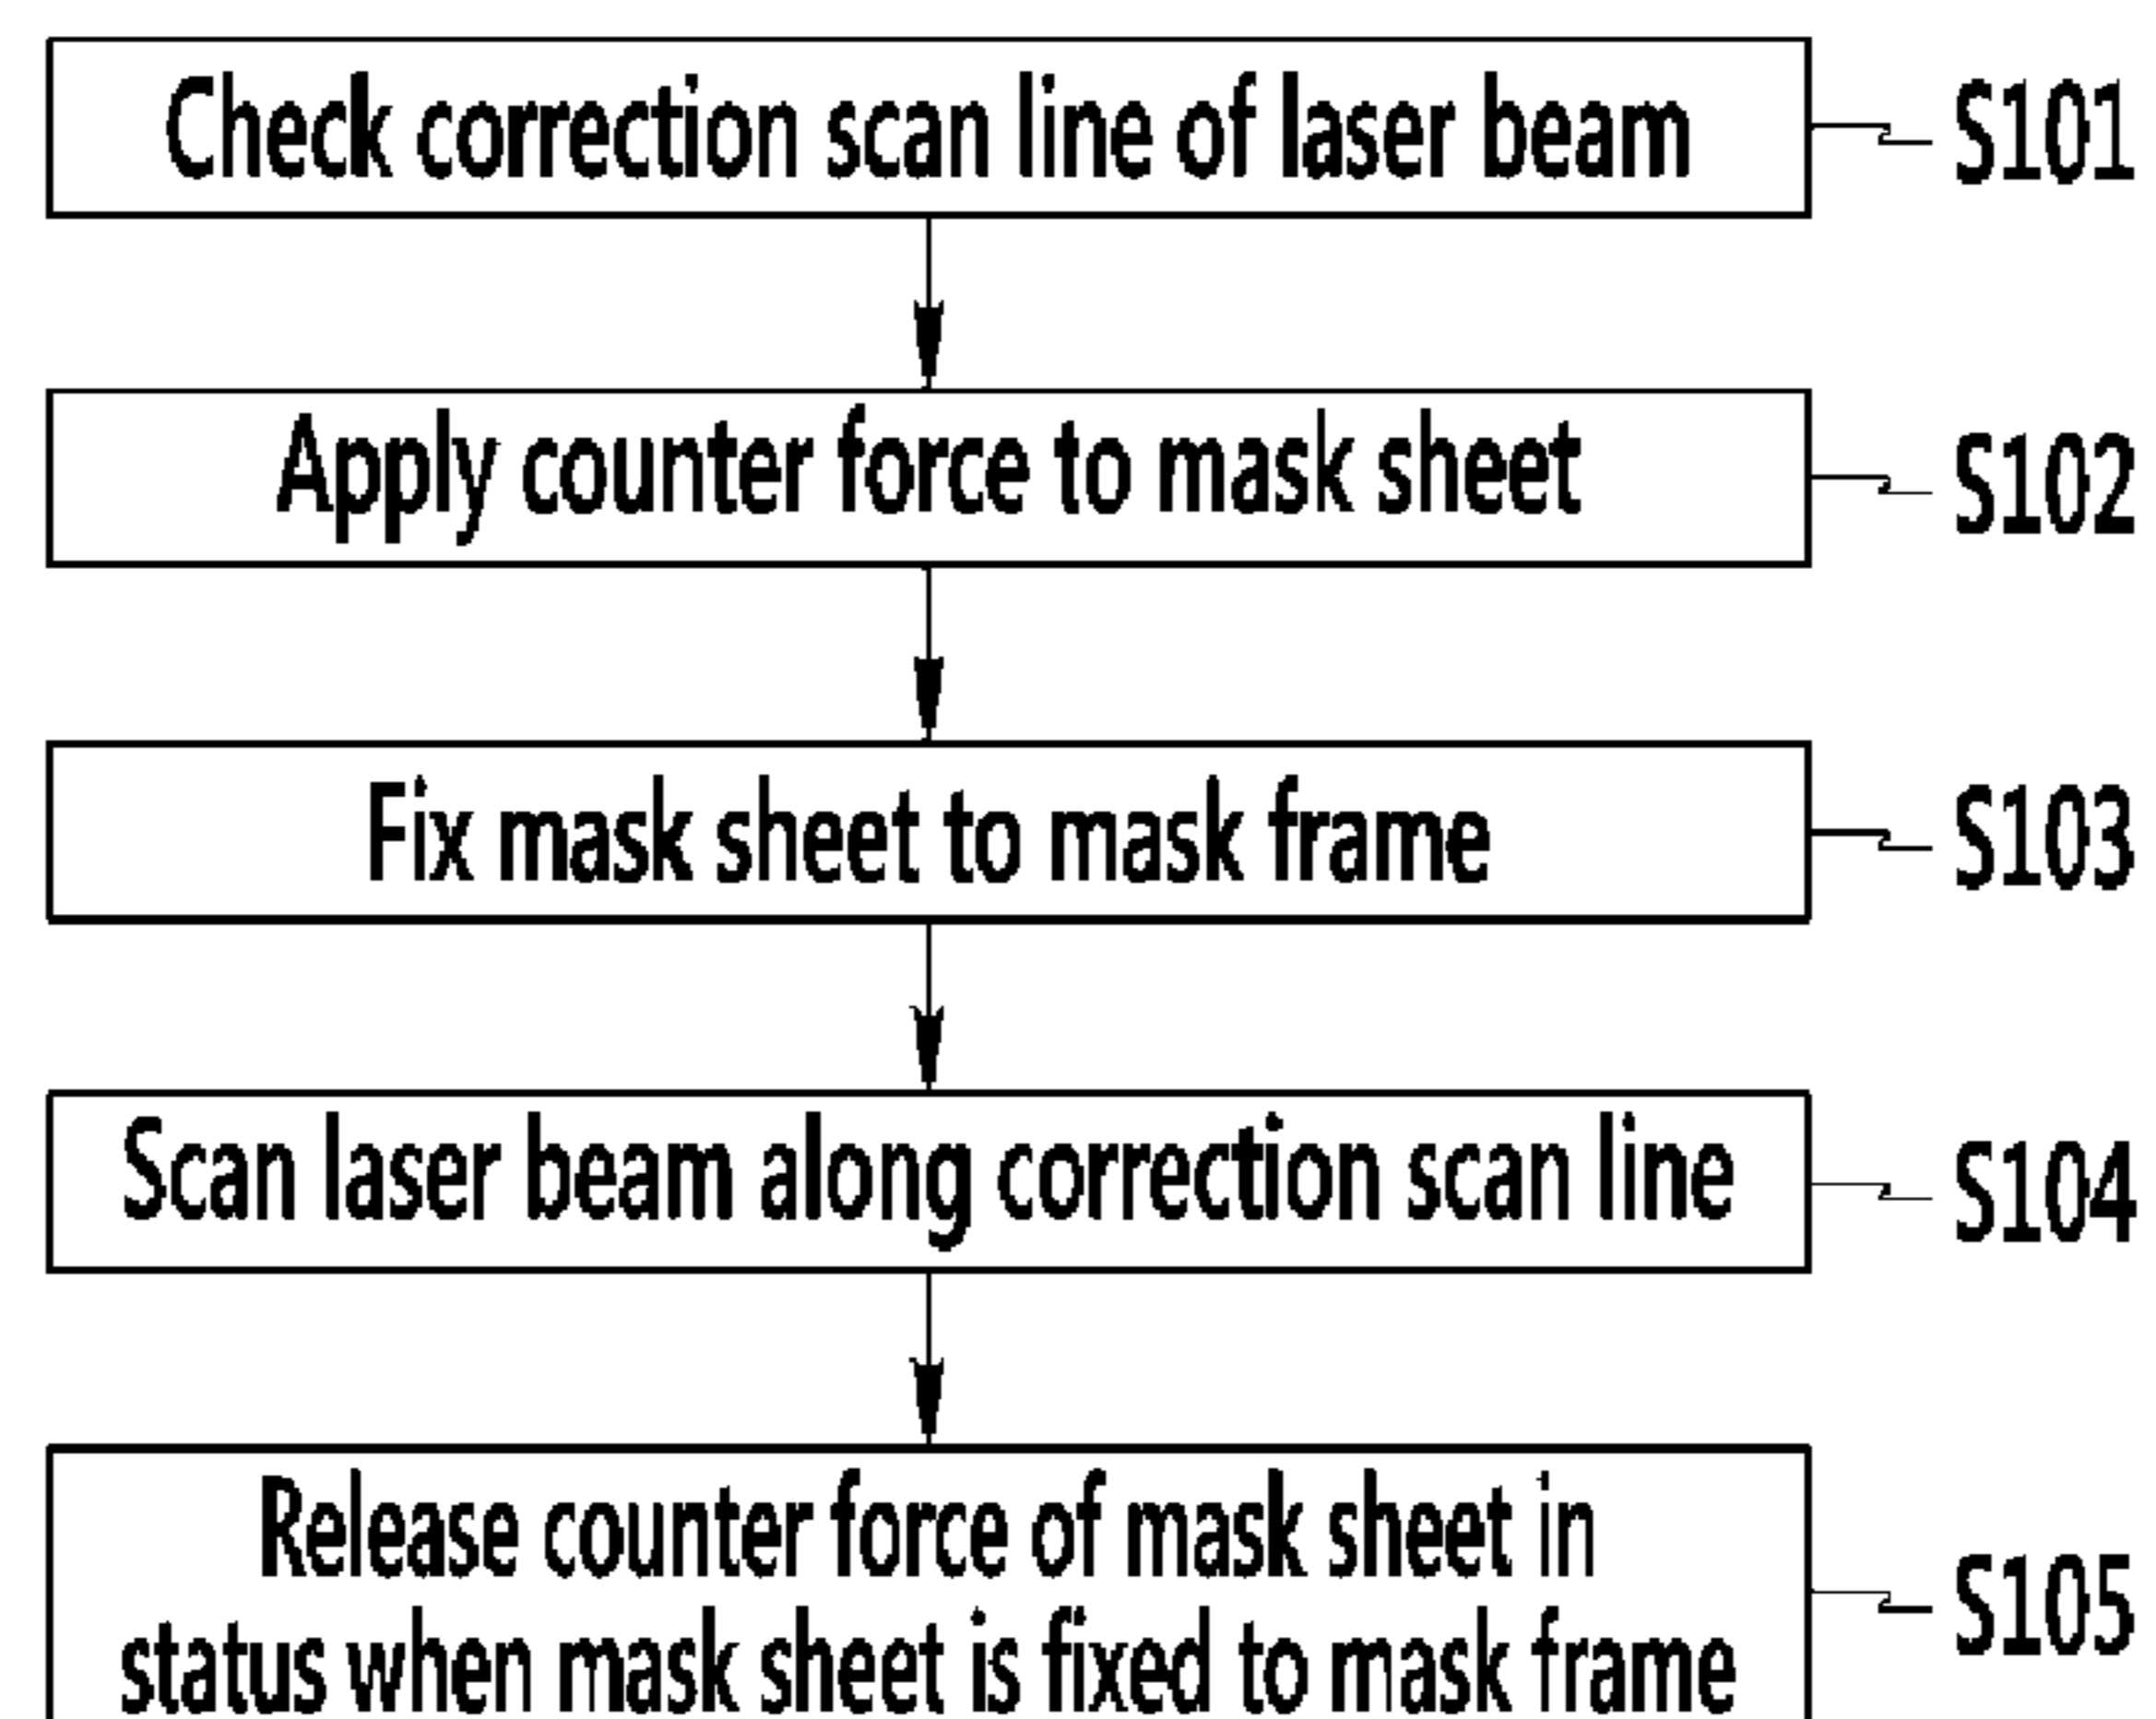 Check correction scan line of laser beam S101
Apply counter force to mask sheet S102
Fix mask sheet to mask frame S103
Scan laser beam along correction scan line S104
Release counter force of mask sheet in
status when mask sheet is fixed to mask frame
S105